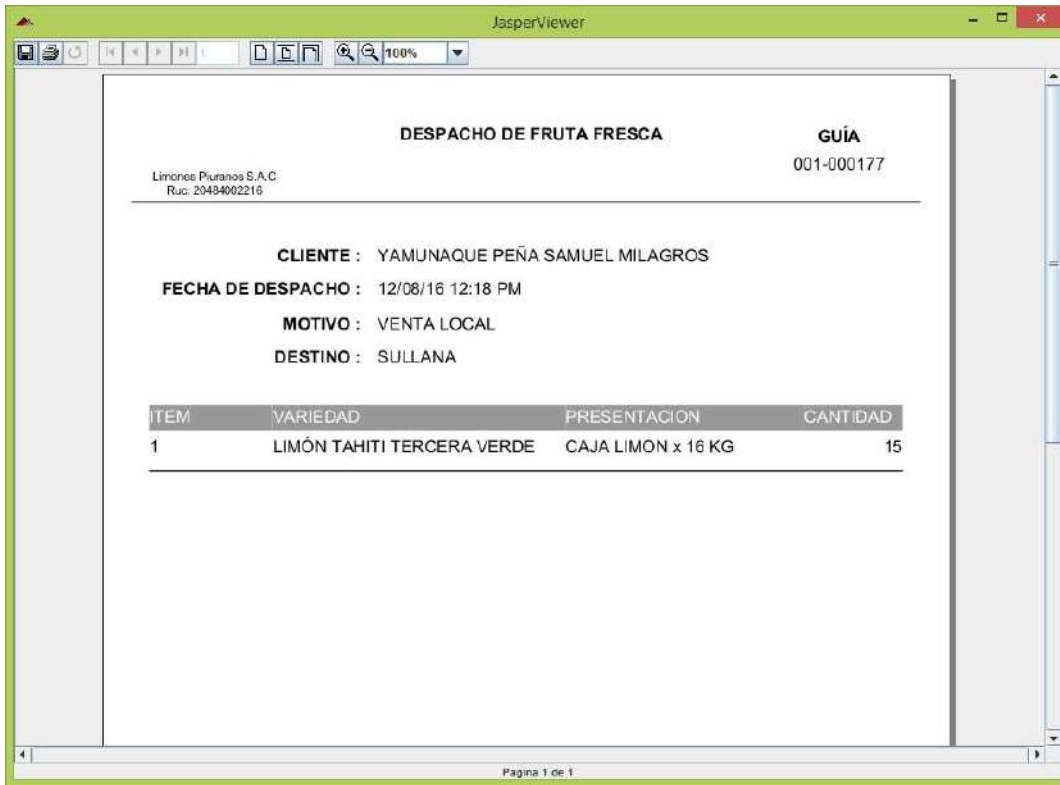 JasperViewer
1
100%
DESPACHO DE FRUTA FRESCA
GUÍA
001-000177
Limones Piuranos S.A.C
Ruc: 20484002216
CLIENTE : YAMUNAQUE PEÑA SAMUEL MILAGROS
FECHA DE DESPACHO : 12/08/16 12:18 PM
MOTIVO : VENTA LOCAL
DESTINO : SULLANA
ITEM VARIEDAD PRESENTACION CANTIDAD
1 LIMÓN TAHITI TERCERA VERDE CAJA LIMON x 16 KG 15
Pagina 1 de 1